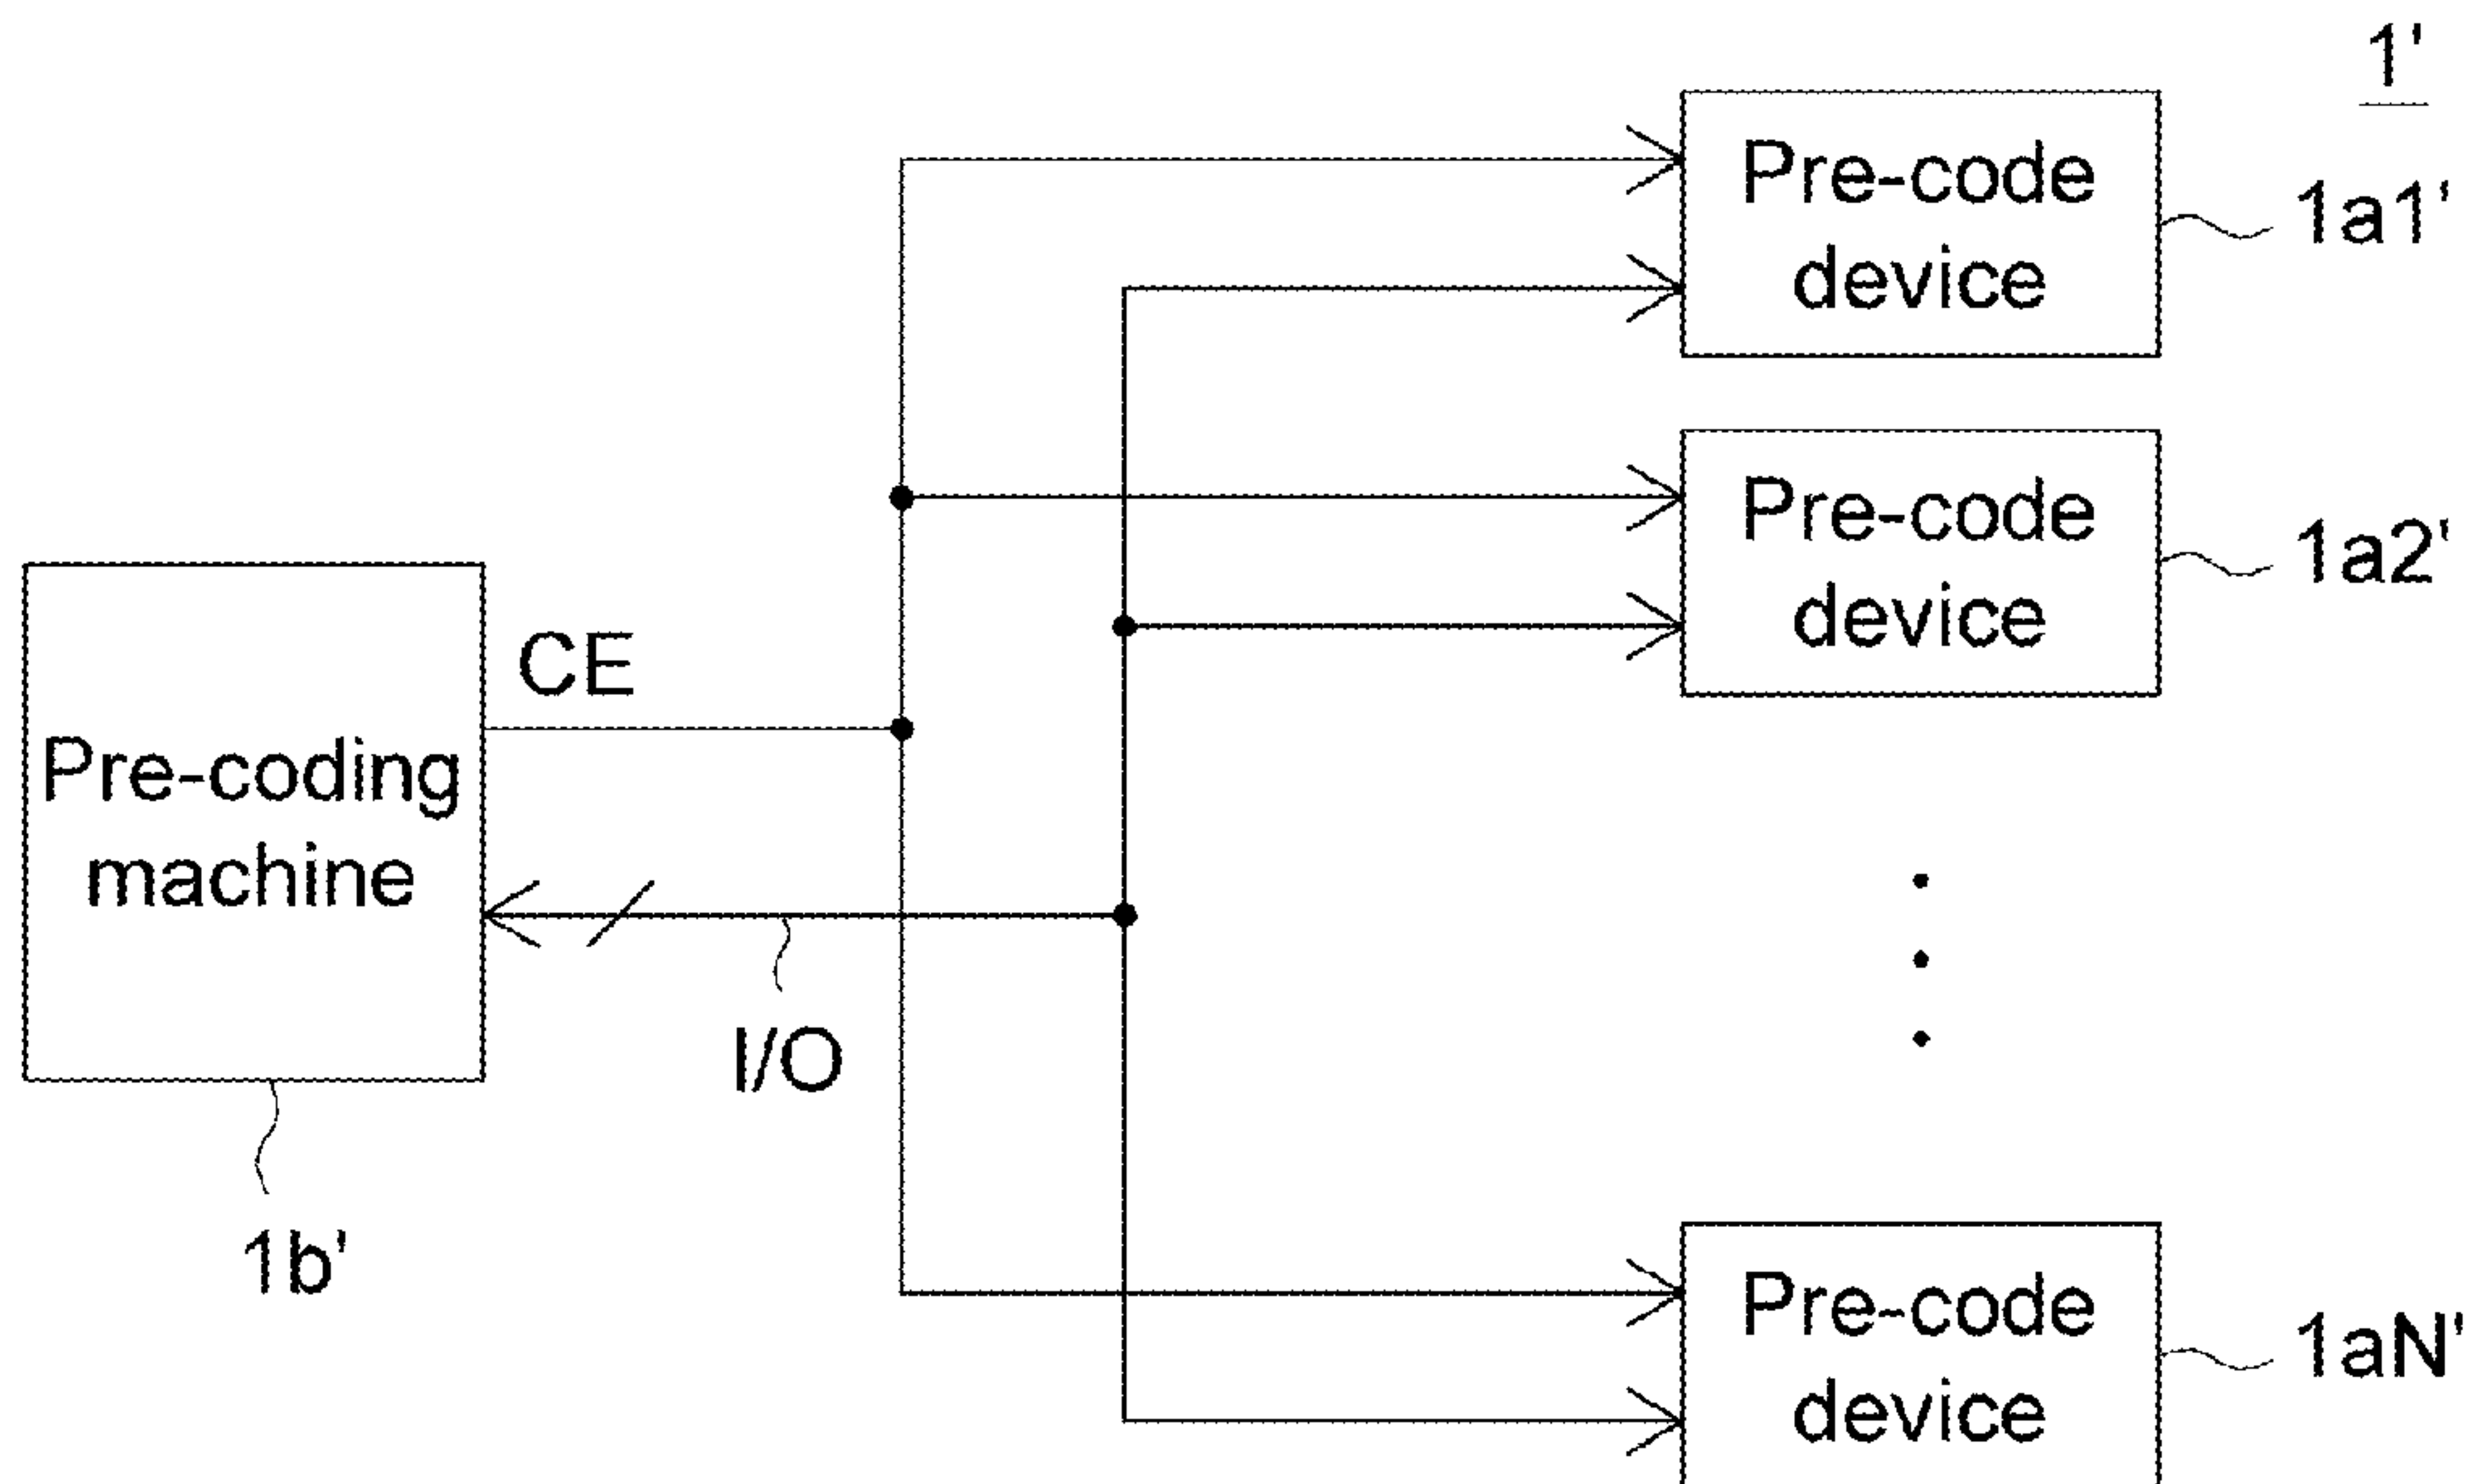 1'
Pre-code
device
1a1'
Pre-code
device
1a2'
CE
Pre-coding
machine
I/O
1b'
Pre-code
device
1aN'